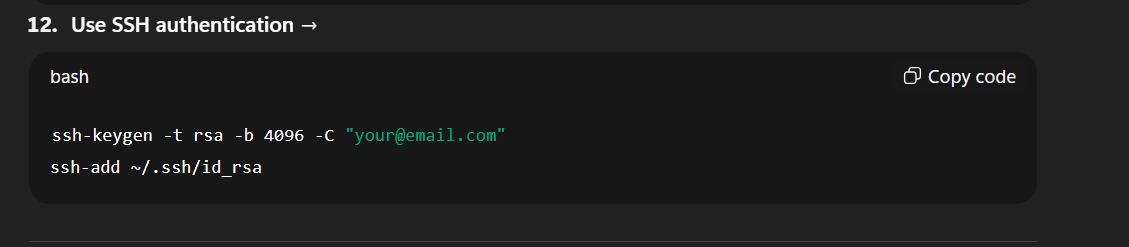 12. Use SSH authentication →
bash
Copy code
ssh-keygen -t rsa -b 4096 -C "your@email.com"
ssh-add ~/.ssh/id_rsa